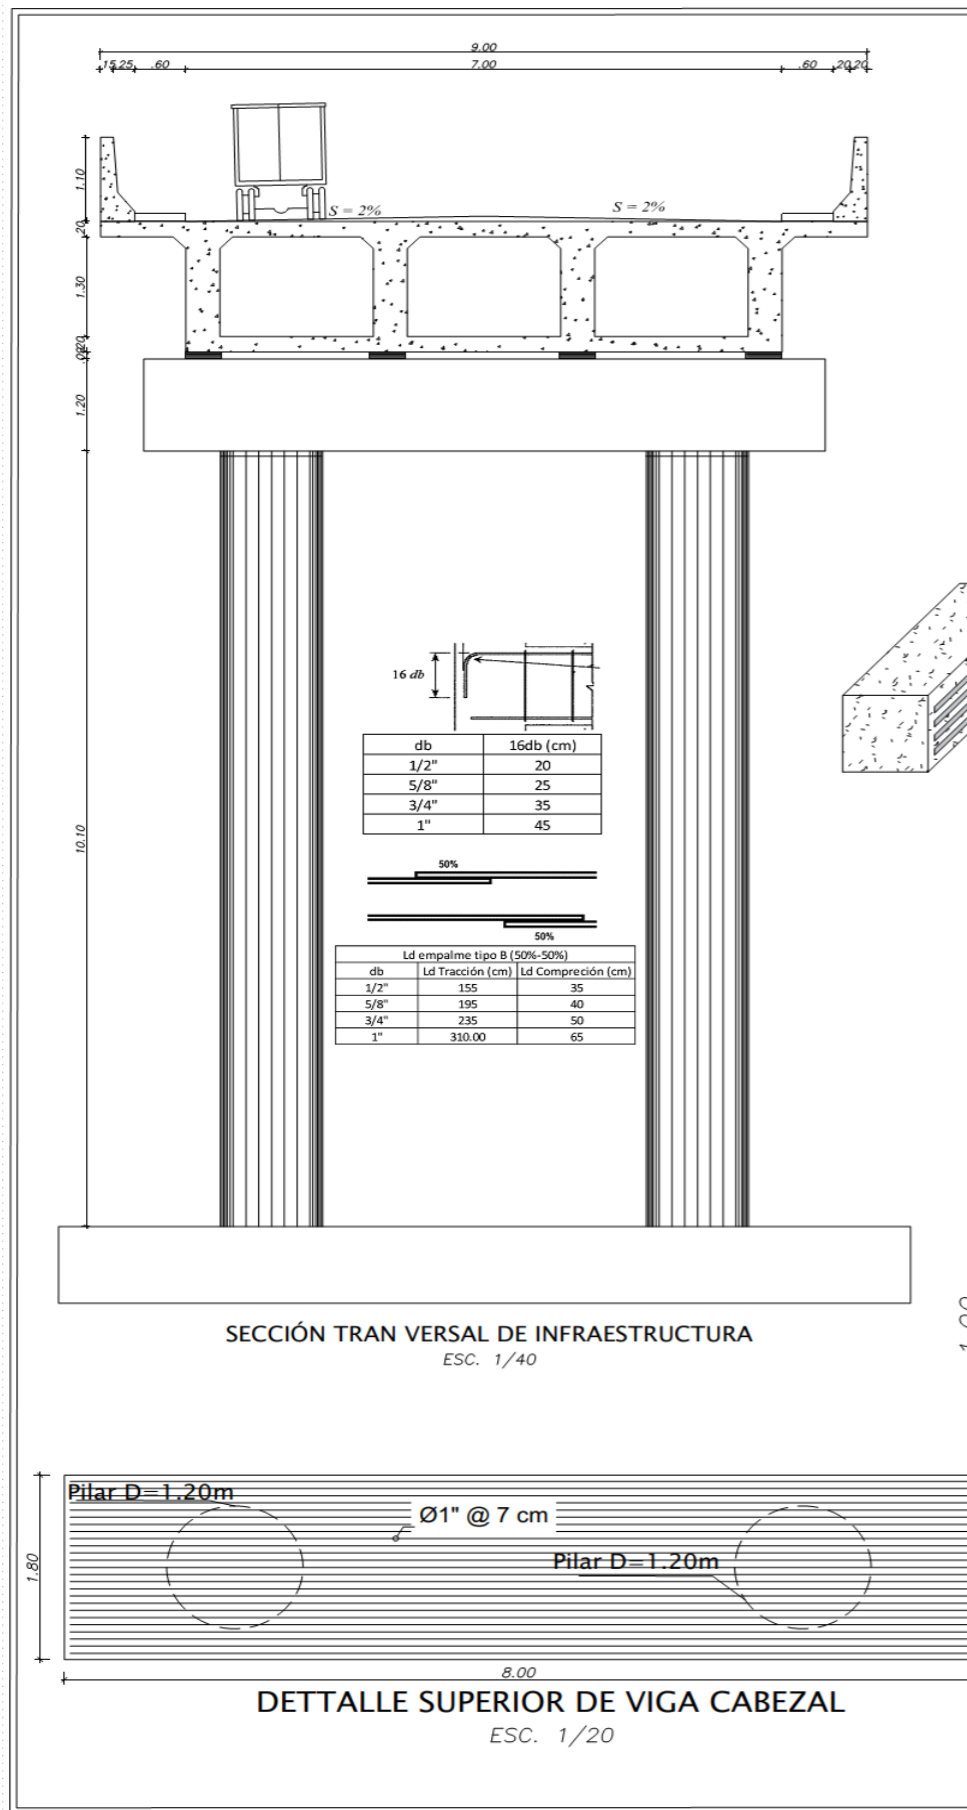 9.00
.15 .25 .60 7.00 .60 .20 .20
1.10
S = 2% S = 2%
.20
1.30
.20
1.20
16 db
db 16db (cm)
1/2" 20
5/8" 25
3/4" 35
1" 45
10.10
50%
50%
Ld empalme tipo B (50%-50%)
db Ld Tracción (cm) Ld Compreción (cm)
1/2" 155 35
5/8" 195 40
3/4" 235 50
1" 310.00 65
SECCIÓN TRAN VERSAL DE INFRAESTRUCTURA
ESC. 1/40
Pilar D=1.20m
Ø1" @ 7 cm
Pilar D=1.20m
1.80
8.00
DETTALLE SUPERIOR DE VIGA CABEZAL
ESC. 1/20